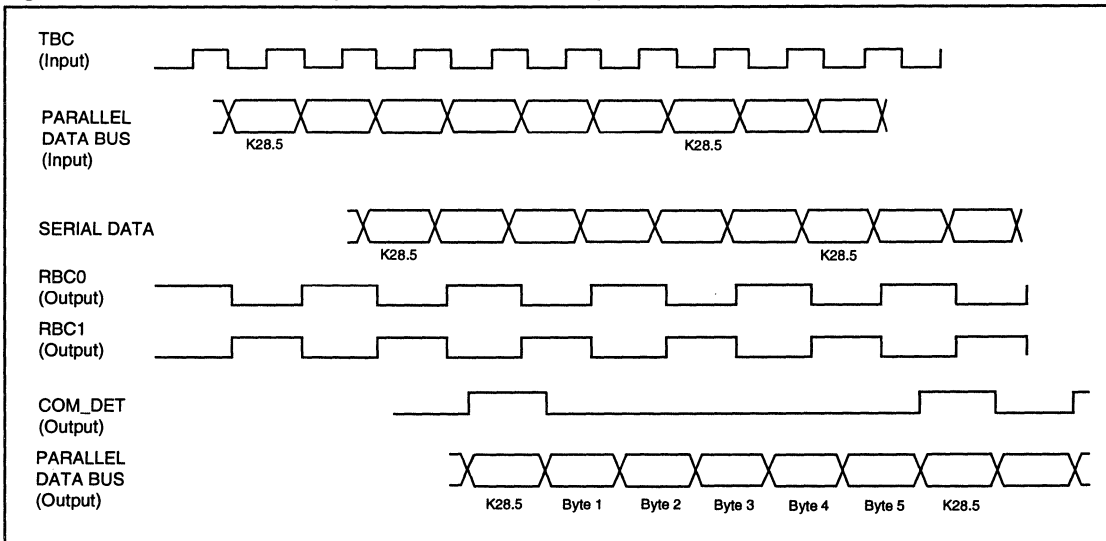 TBC
(Input)
PARALLEL
DATA BUS
(Input)
K28.5
K28.5
SERIAL DATA
K28.5
K28.5
RBC0
(Output)
RBC1
(Output)
COM_DET
(Output)
PARALLEL
DATA BUS
(Output)
K28.5 Byte 1 Byte 2 Byte 3 Byte 4 Byte 5 K28.5